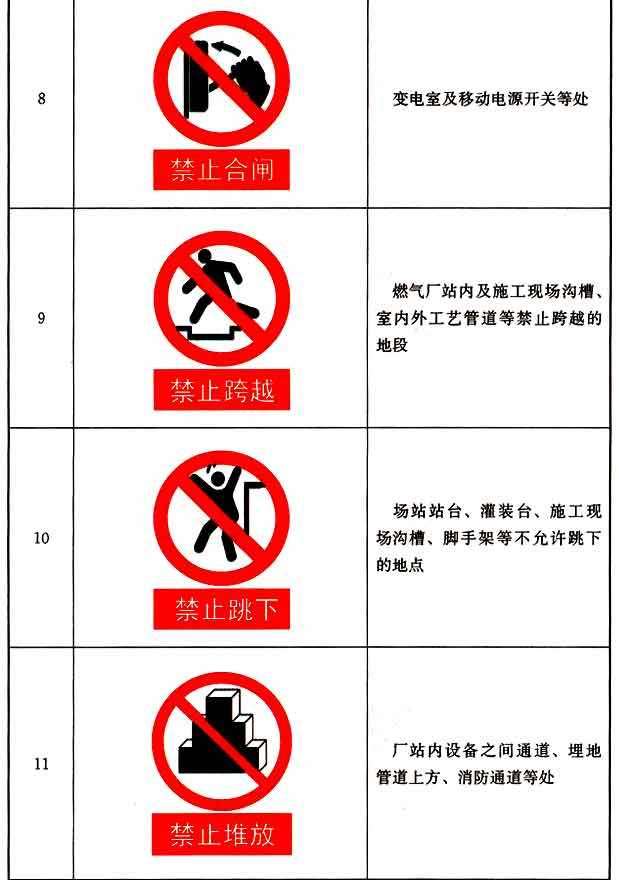 8
禁止合闸
变电室及移动电源开关等处
9
禁止跨越
燃气厂站内及施工现场沟槽、
室内外工艺管道等禁止跨越的
地段
10
禁止跳下
场站站台、灌装台、施工现
场沟槽、脚手架等不允许跳下
的地点
11
禁止堆放
厂站内设备之间通道、埋地
管道上方、消防通道等处